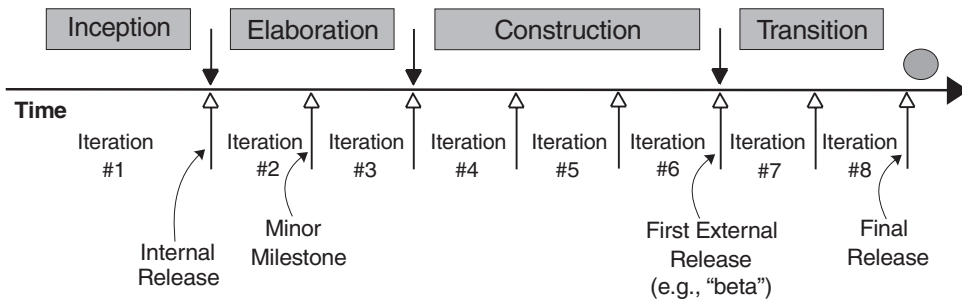 Inception Elaboration Construction Transition
Time
Iteration Iteration Iteration Iteration Iteration Iteration Iteration Iteration
#1 #2 #3 #4 #5 #6 #7 #8
Internal
Release
Minor
Milestone
First External
Release
(e.g., “beta”)
Final
Release